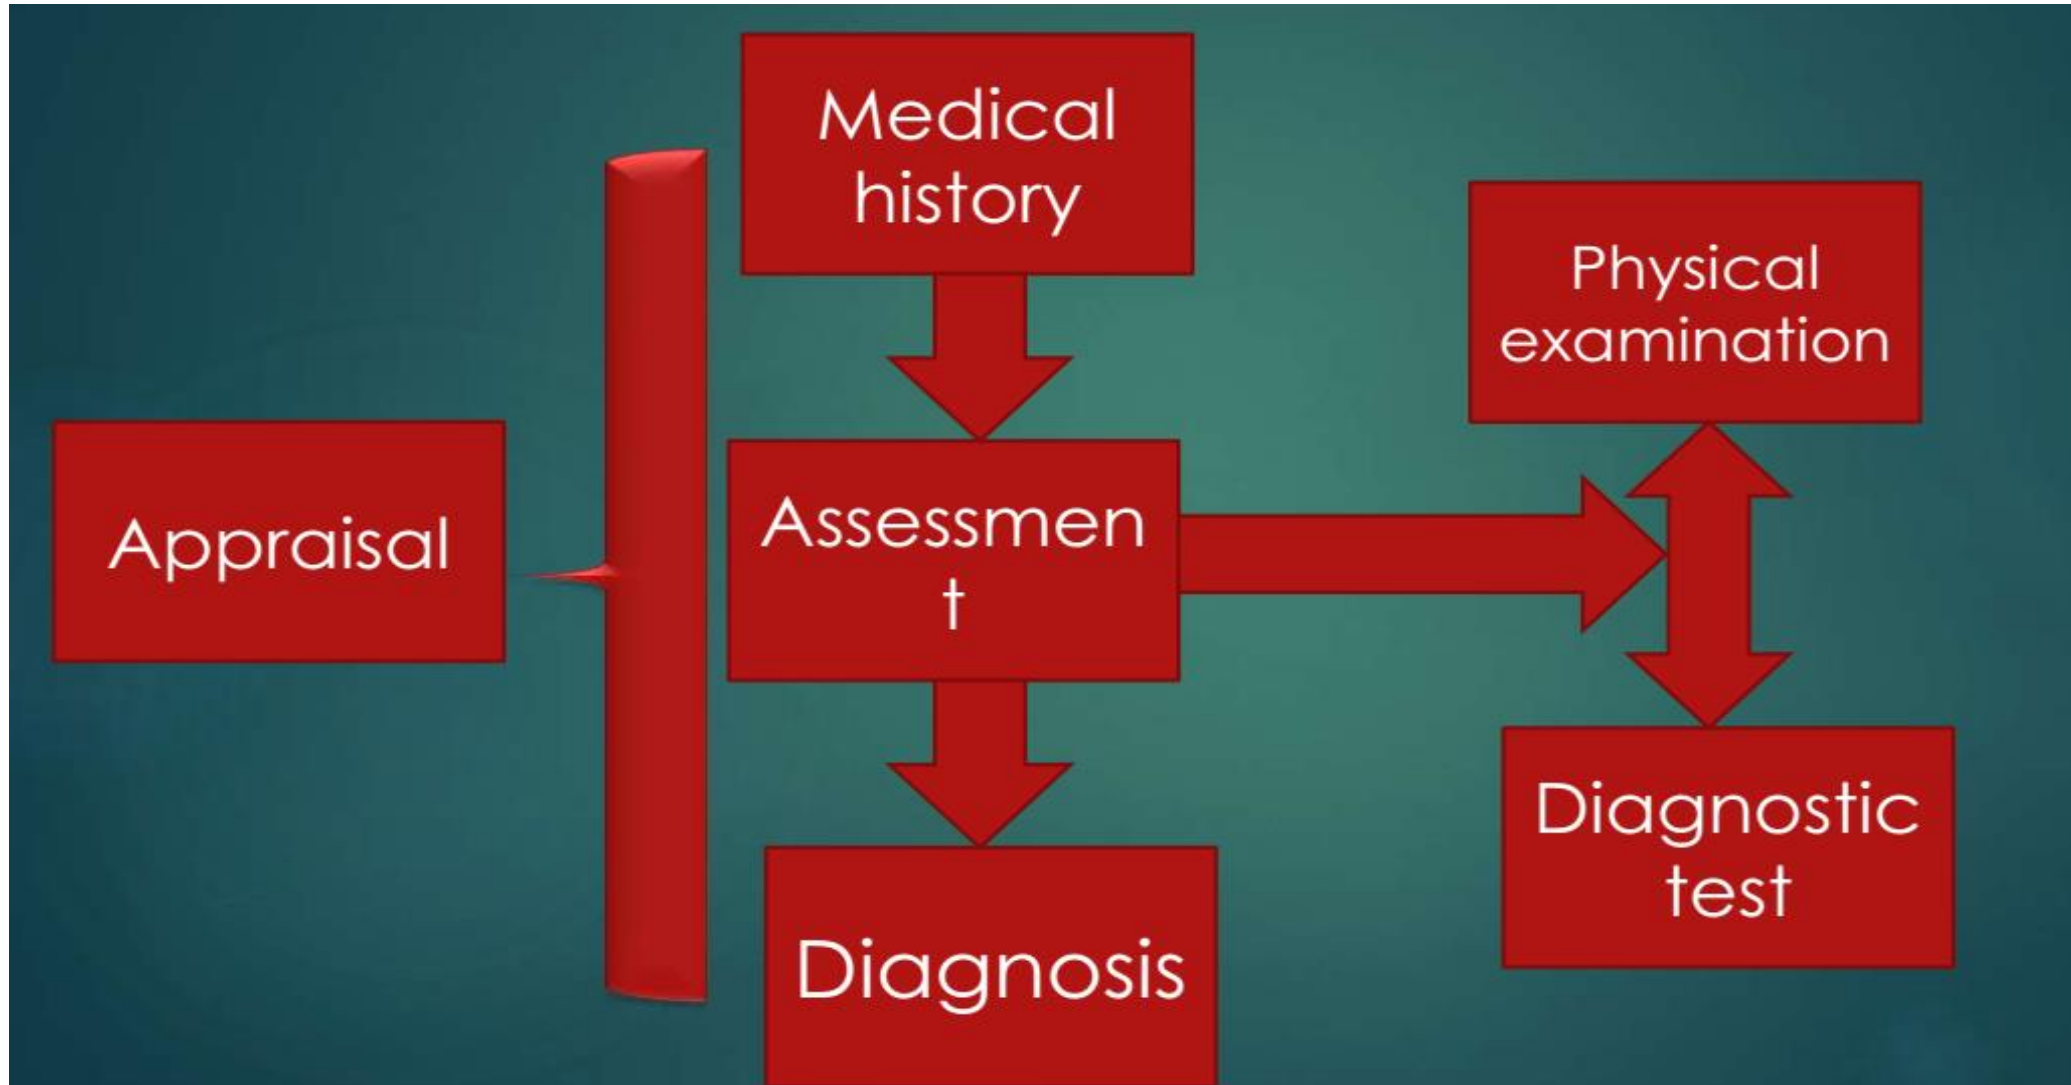 Appraisal
Medical
history
Assessmen
t
Diagnosis
Physical
examination
Diagnostic
test